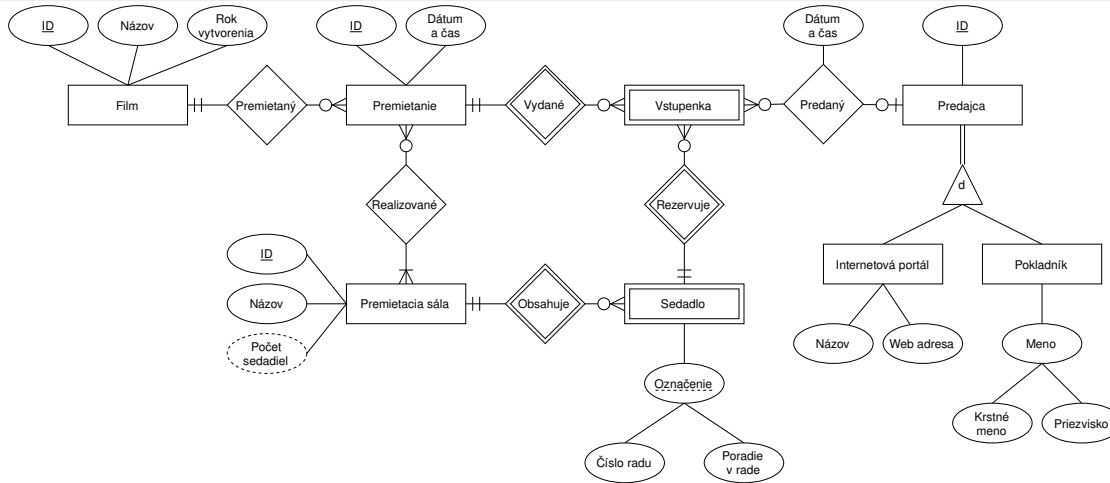 ID
Názov
Rok
vytvorenia
ID
Dátum
a čas
Dátum
a čas
ID
Film
Premietaný
Premietanie
Vydané
Vstupenka
Predaný
Predajca
d
Realizované
Rezervuje
ID
Názov
Počet
sedadiel
Premietacia sála
Obsahuje
Sedadlo
Internetová portál
Pokladník
Názov
Web adresa
Meno
Označenie
Krstné
meno
Priezvisko
Číslo radu
Poradie
v rade